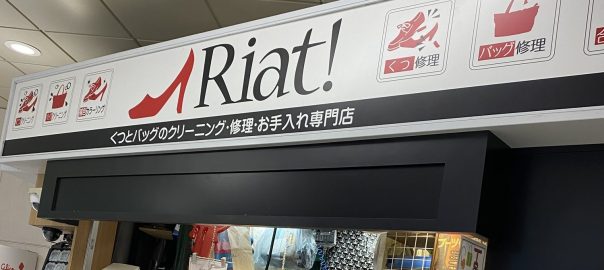 Riat!
くつ修理
バッグ修理
くつとバッグのクリーニング・修理・お手入れ専門店